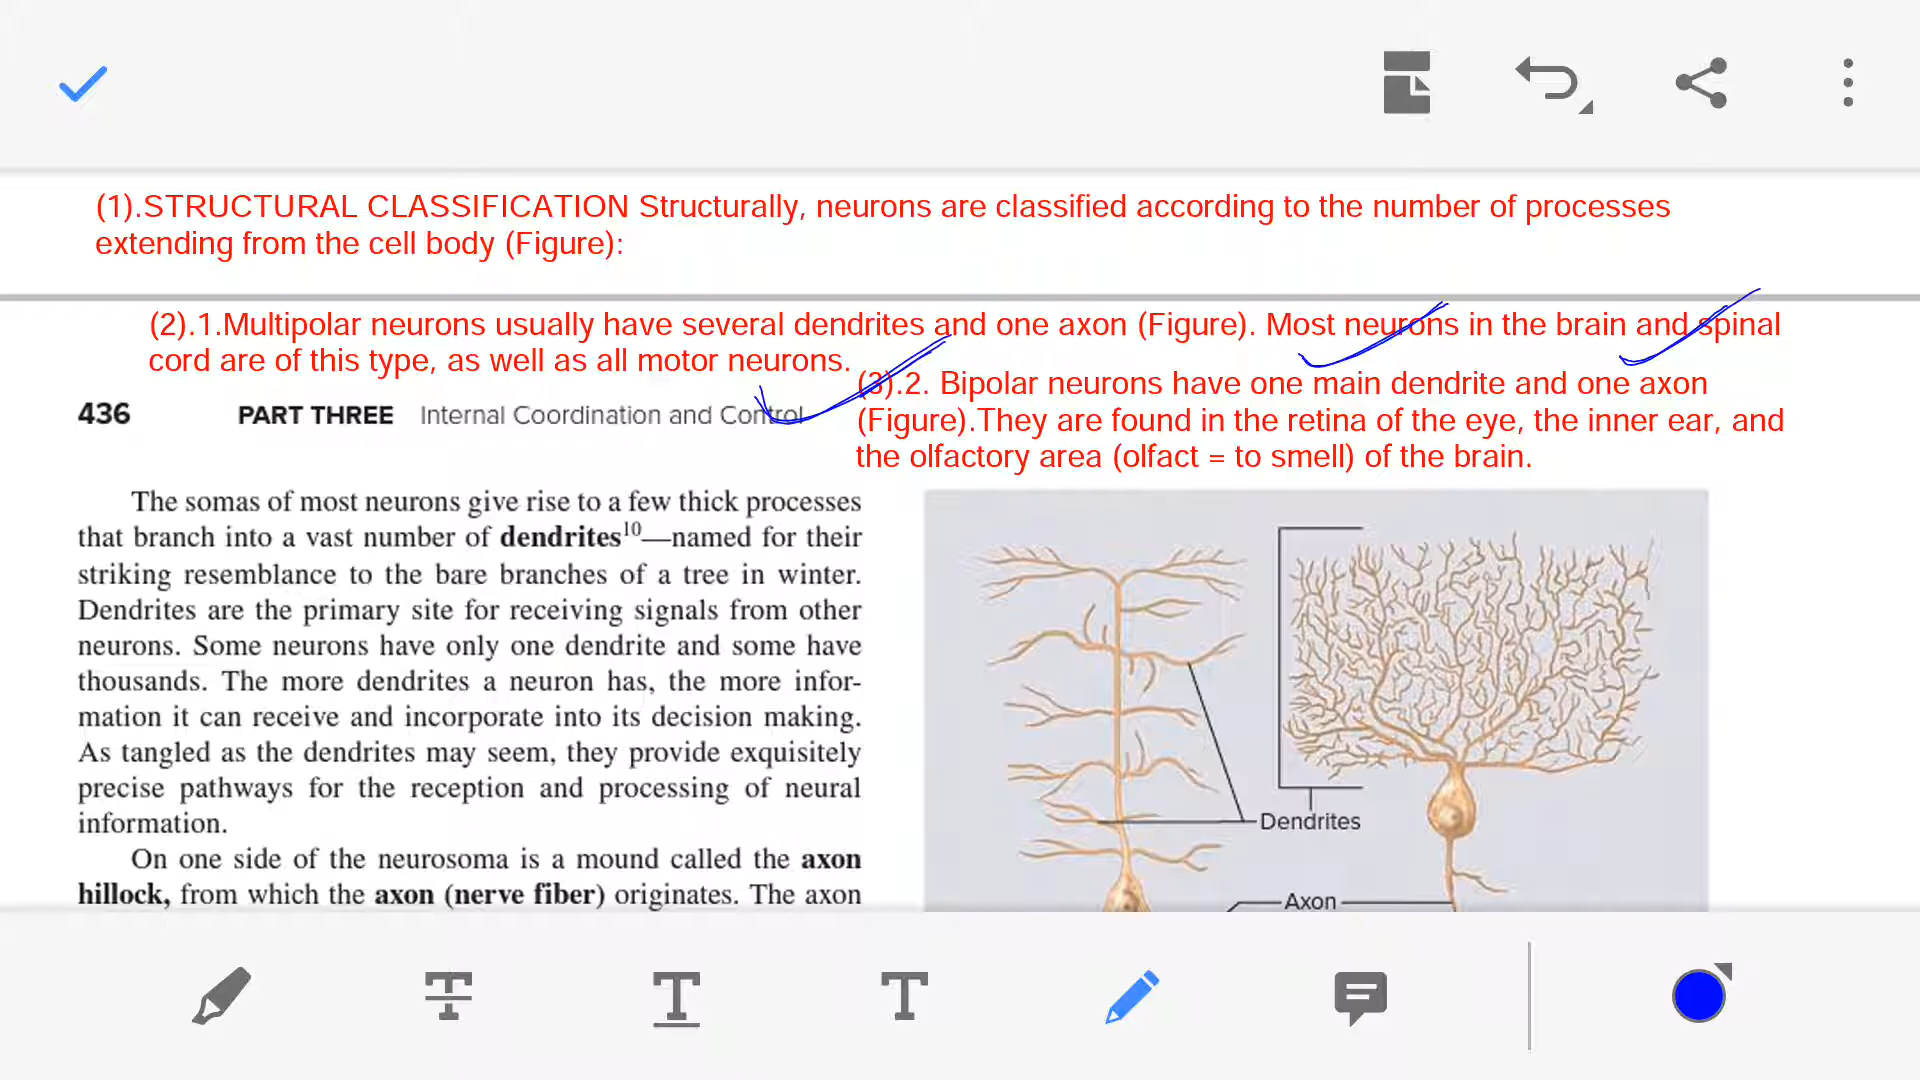 (1).STRUCTURAL CLASSIFICATION Structurally, neurons are classified according to the number of processes
extending from the cell body (Figure):
(2).1.Multipolar neurons usually have several dendrites and one axon (Figure). Most neurons in the brain and spinal
cord are of this type, as well as all motor neurons.
(3).2. Bipolar neurons have one main dendrite and one axon
(Figure).They are found in the retina of the eye, the inner ear, and
the olfactory area (olfact = to smell) of the brain.
436 PART THREE Internal Coordination and Control
The somas of most neurons give rise to a few thick processes
that branch into a vast number of dendrites10—named for their
striking resemblance to the bare branches of a tree in winter.
Dendrites are the primary site for receiving signals from other
neurons. Some neurons have only one dendrite and some have
thousands. The more dendrites a neuron has, the more infor-
mation it can receive and incorporate into its decision making.
As tangled as the dendrites may seem, they provide exquisitely
precise pathways for the reception and processing of neural
information.
On one side of the neurosoma is a mound called the axon
hillock, from which the axon (nerve fiber) originates. The axon
Dendrites
Axon